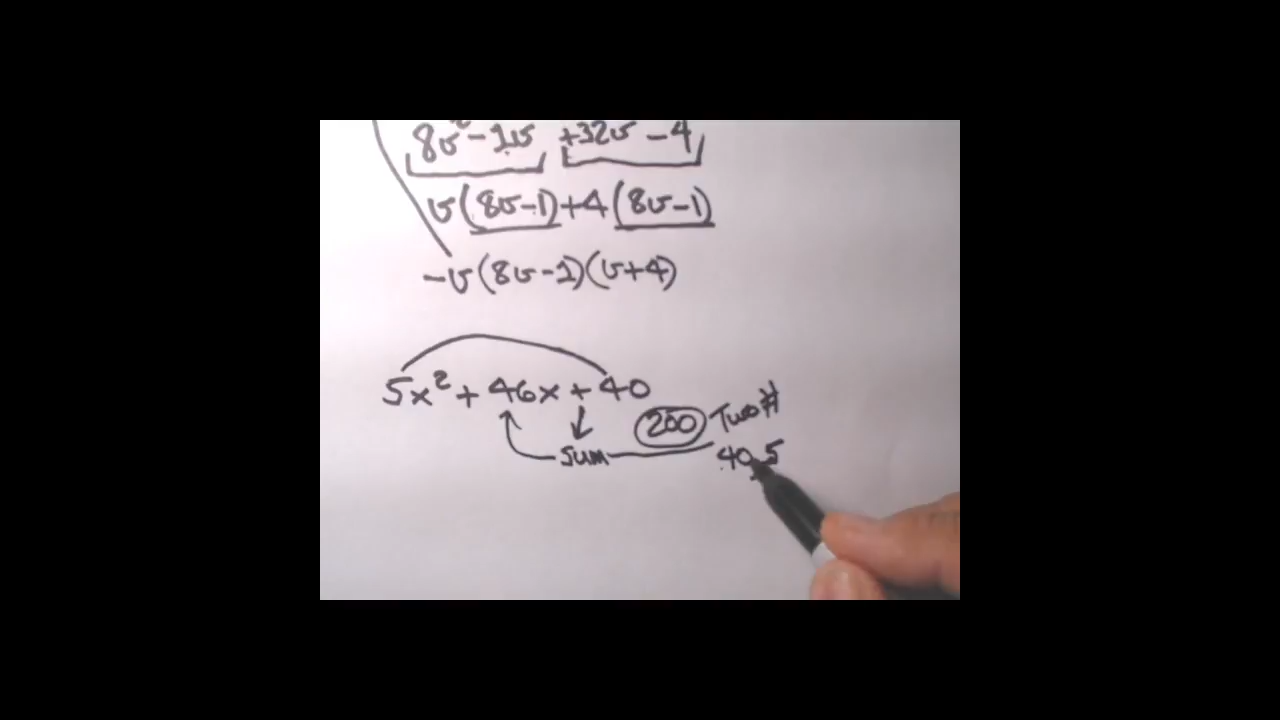 8v² - 1v +32v - 4
v(8v-1)+4(8v-1)
-v(8v-1)(v+4)
5x² + 46x + 40
200 Two #
sum 40,5